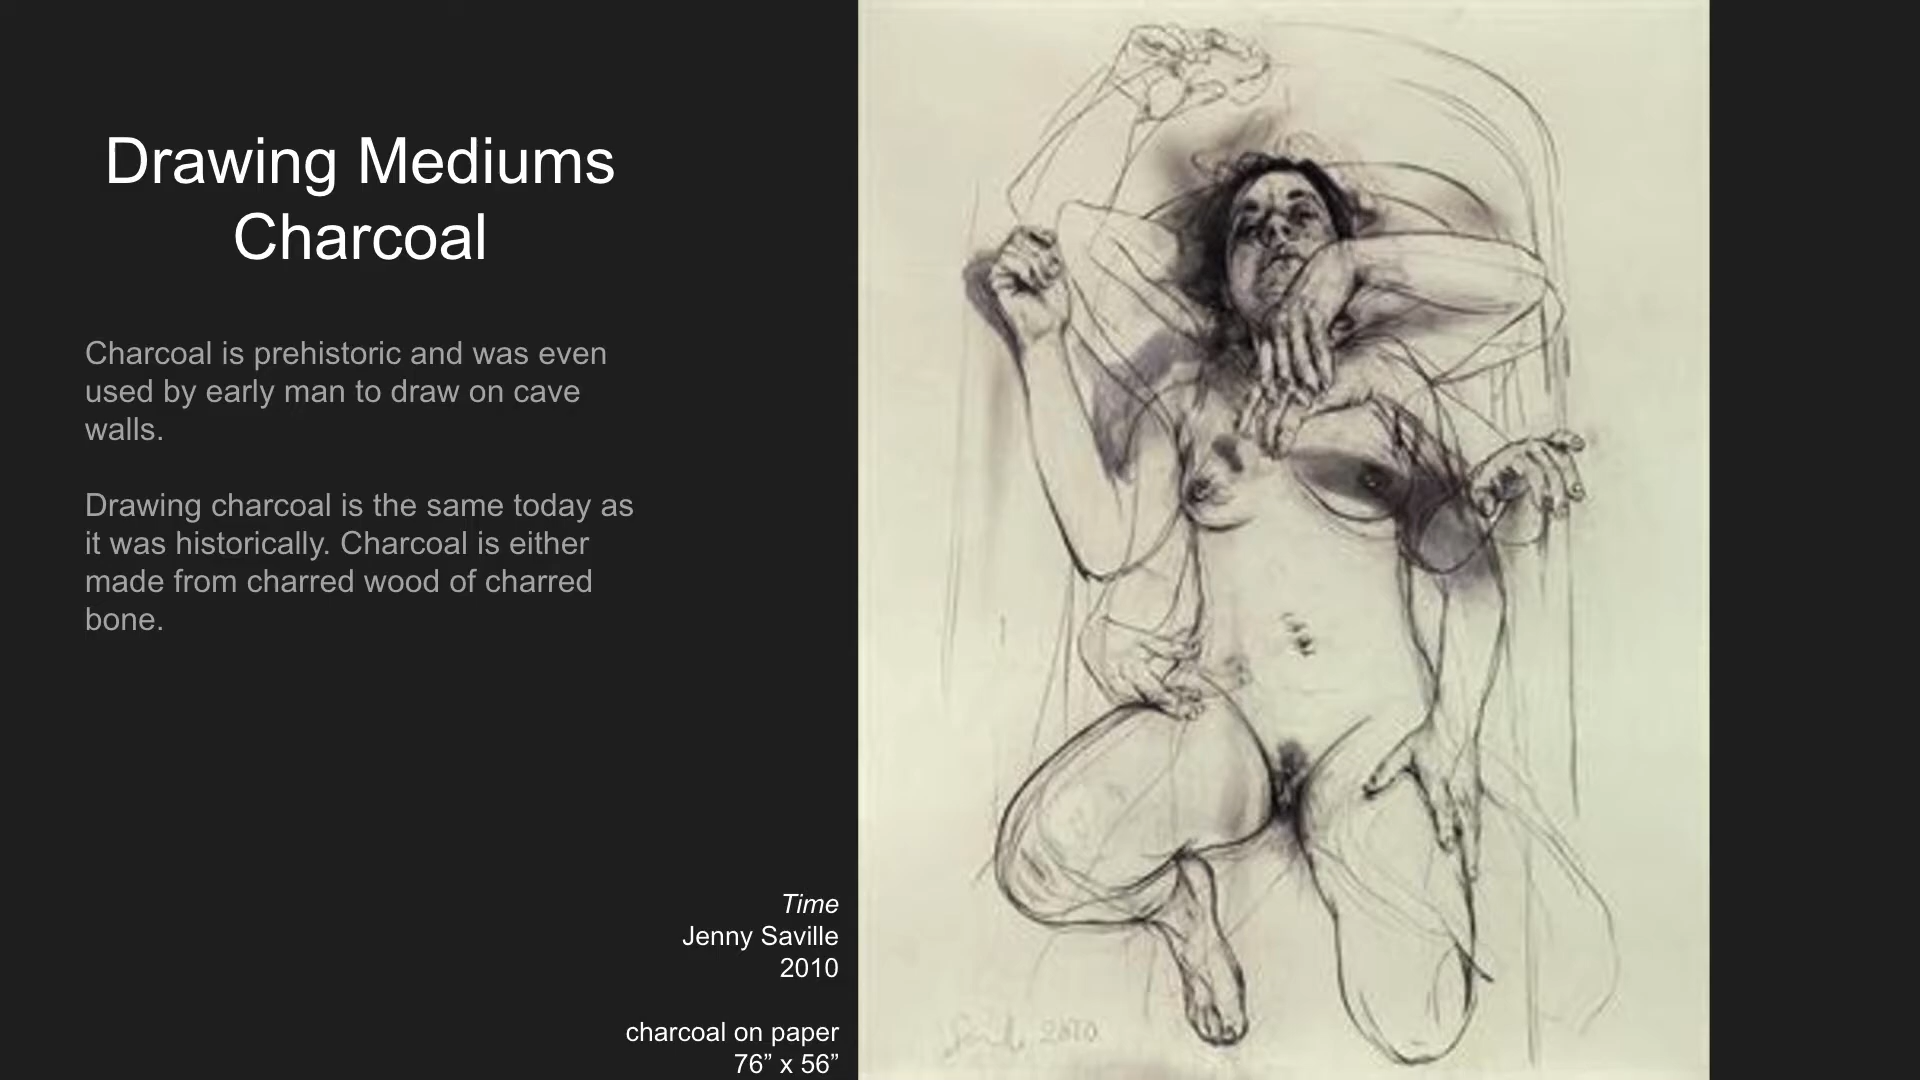 Drawing Mediums
Charcoal
Charcoal is prehistoric and was even
used by early man to draw on cave
walls.
Drawing charcoal is the same today as
it was historically. Charcoal is either
made from charred wood of charred
bone.
Time
Jenny Saville
2010
charcoal on paper
76” x 56”
2010